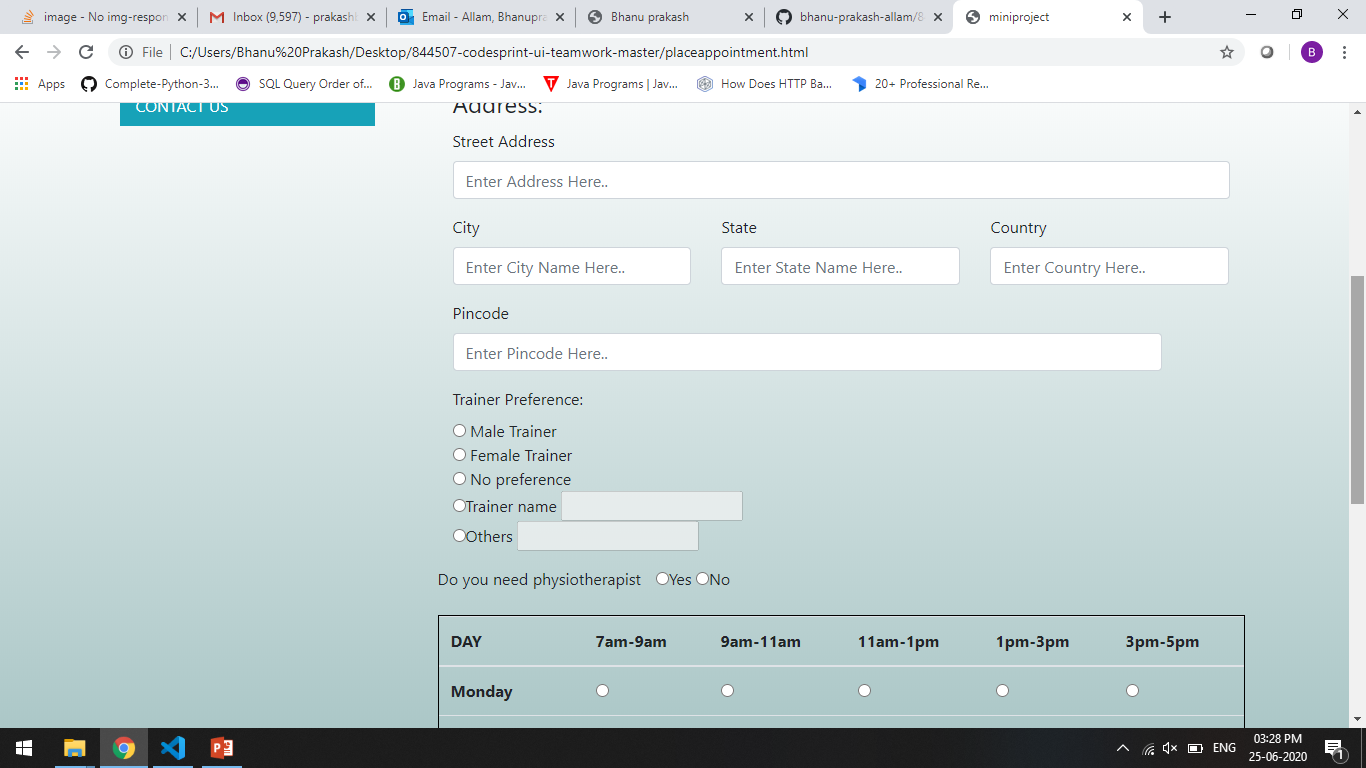 image - No img-respon
Inbox (9,597) - prakashl
Email - Allam, Bhanupra
Bhanu prakash
bhanu-prakash-allam/8
miniproject
File
C:/Users/Bhanu%20Prakash/Desktop/844507-codesprint-ui-teamwork-master/placeappointment.html
B
Apps
Complete-Python-3...
SQL Query Order of...
Java Programs - Jav...
Java Programs | Jav...
How Does HTTP Ba...
20+ Professional Re...
CONTACT US
Address:
Street Address
Enter Address Here..
City State Country
Enter City Name Here.. Enter State Name Here.. Enter Country Here..
Pincode
Enter Pincode Here..
Trainer Preference:
Male Trainer
Female Trainer
No preference
Trainer name
Others
Do you need physiotherapist Yes No
DAY 7am-9am 9am-11am 11am-1pm 1pm-3pm 3pm-5pm
Monday
ENG
03:28 PM
25-06-2020
1